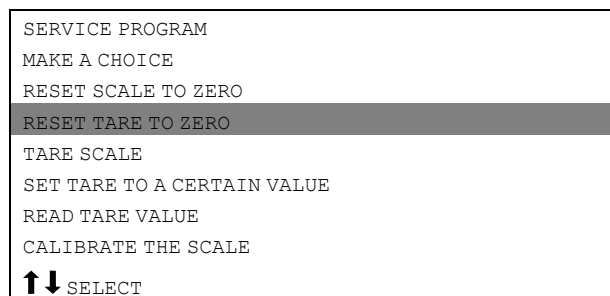 SERVICE PROGRAM
MAKE A CHOICE
RESET SCALE TO ZERO
RESET TARE TO ZERO
TARE SCALE
SET TARE TO A CERTAIN VALUE
READ TARE VALUE
CALIBRATE THE SCALE
⬆⬇ SELECT